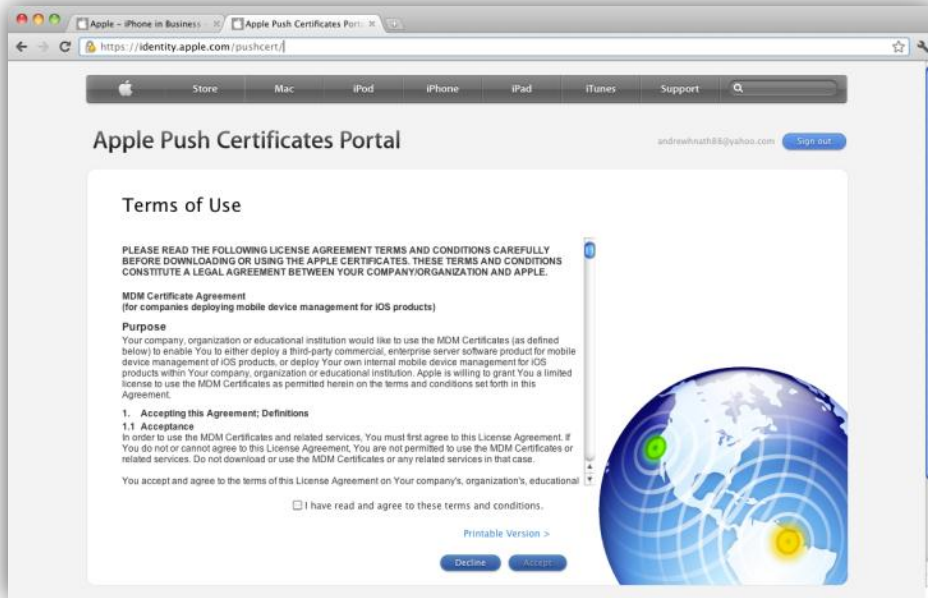 Apple – iPhone in Business
Apple Push Certificates Port
https://identity.apple.com/pushcert/
Store Mac iPod iPhone iPad iTunes Support
Apple Push Certificates Portal
Sign out
Terms of Use
PLEASE READ THE FOLLOWING LICENSE AGREEMENT TERMS AND CONDITIONS CAREFULLY
BEFORE DOWNLOADING OR USING THE APPLE CERTIFICATES. THESE TERMS AND CONDITIONS
CONSTITUTE A LEGAL AGREEMENT BETWEEN YOUR COMPANY/ORGANIZATION AND APPLE.
MDM Certificate Agreement
(for companies deploying mobile device management for iOS products)
Purpose
Your company, organization or educational institution would like to use the MDM Certificates (as defined
below) to enable You to either deploy a third-party commercial, enterprise server software product for mobile
device management of iOS products, or deploy Your own internal mobile device management for iOS
products within Your company, organization or educational institution. Apple is willing to grant You a limited
license to use the MDM Certificates as permitted herein on the terms and conditions set forth in this
Agreement.
1. Accepting this Agreement; Definitions
1.1 Acceptance
In order to use the MDM Certificates and related services, You must first agree to this License Agreement. If
You do not or cannot agree to this License Agreement, You are not permitted to use the MDM Certificates or
related services. Do not download or use the MDM Certificates or any related services in that case.
You accept and agree to the terms of this License Agreement on Your company's, organization's, educational
I have read and agree to these terms and conditions.
Printable Version >
Decline Accept